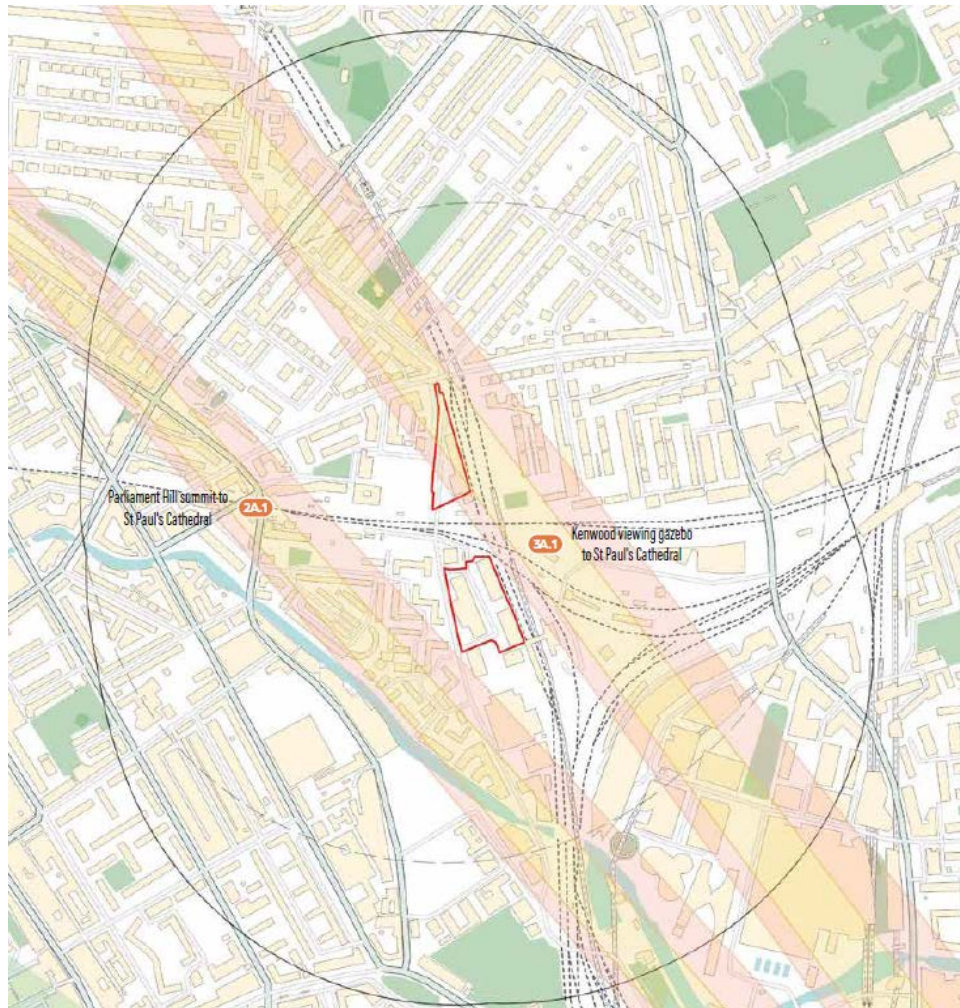 Parliament Hill summit to
St Paul's Cathedral
2A.1
3A.1
Kenwood viewing gazebo
to St Paul's Cathedral